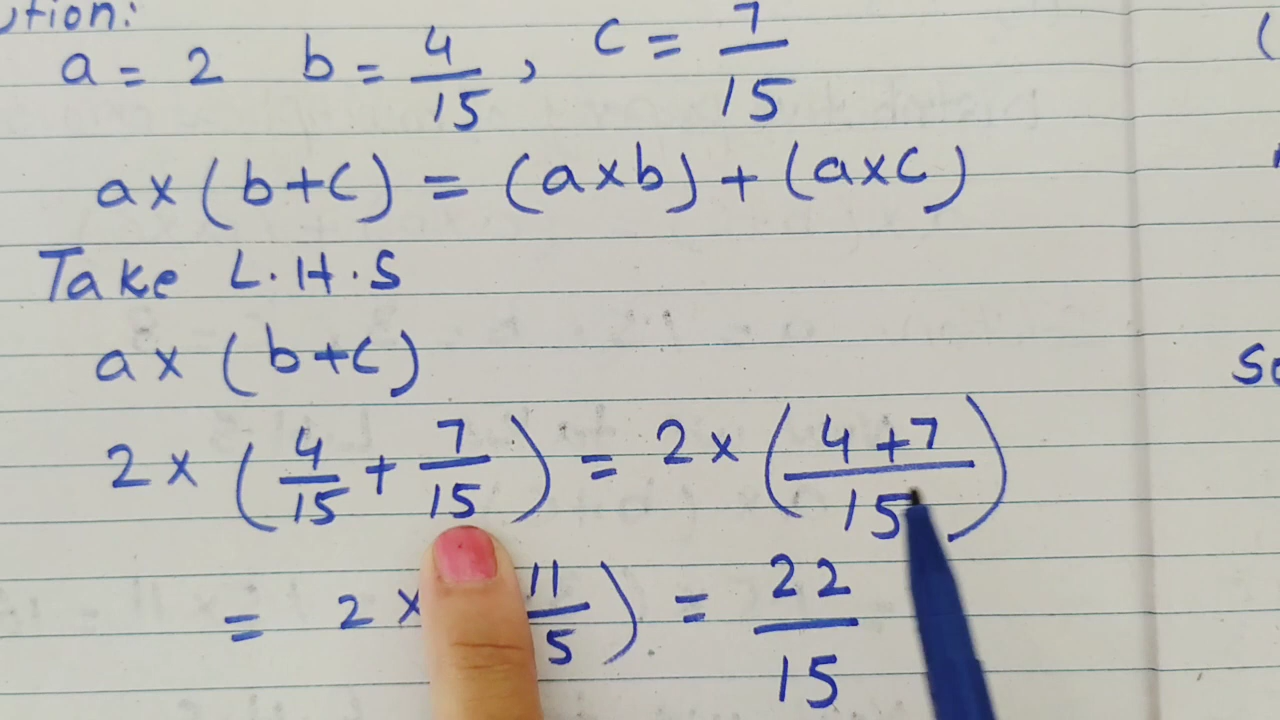 ution:
a = 2 b = 4/15, c = 7/15
a×(b+c) = (a×b)+(a×c)
Take L.H.S
a×(b+c)
2×(4/15 + 7/15) = 2×(4+7/15)
= 2× 11/5) = 22/15